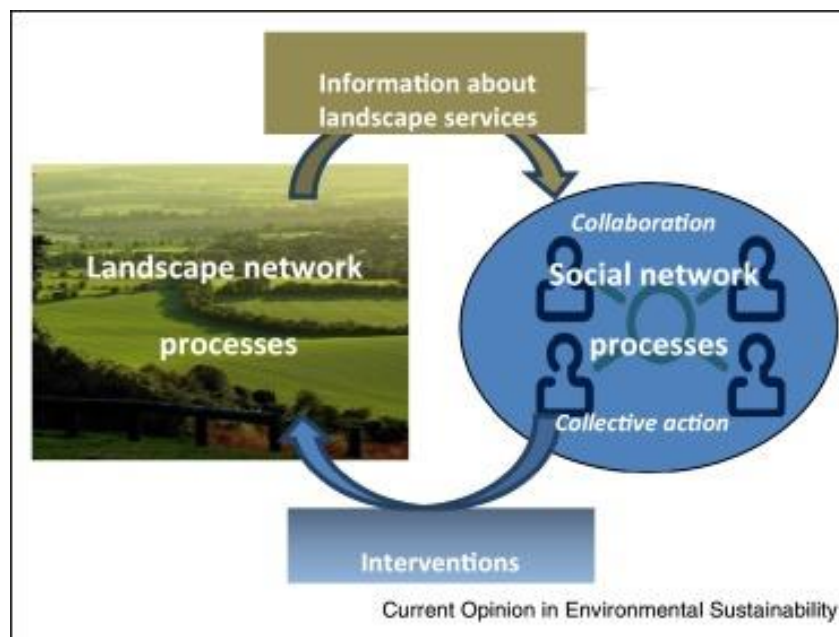 Information about
landscape services
Landscape network
processes
Collaboration
Social network
processes
Collective action
Interventions
Current Opinion in Environmental Sustainability